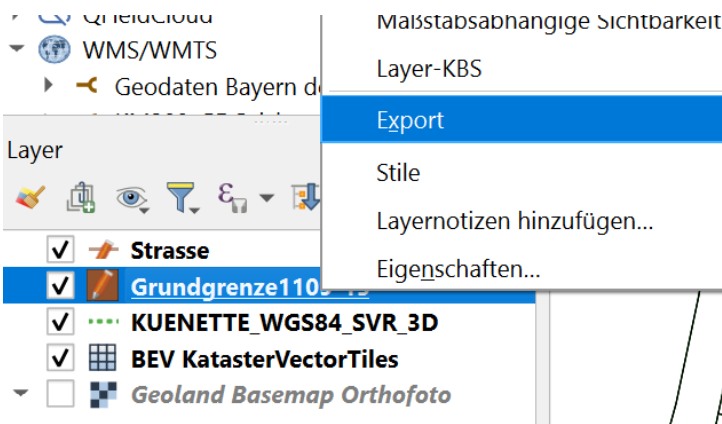 QFieldCloud
WMS/WMTS
Geodaten Bayern d
Layer
Maßstabsabhängige Sichtbarkeit
Layer-KBS
Export
Stile
Layernotizen hinzufügen...
Eigenschaften...
Strasse
KUENETTE_WGS84_SVR_3D
BEV KatasterVectorTiles
Geoland Basemap Orthofoto